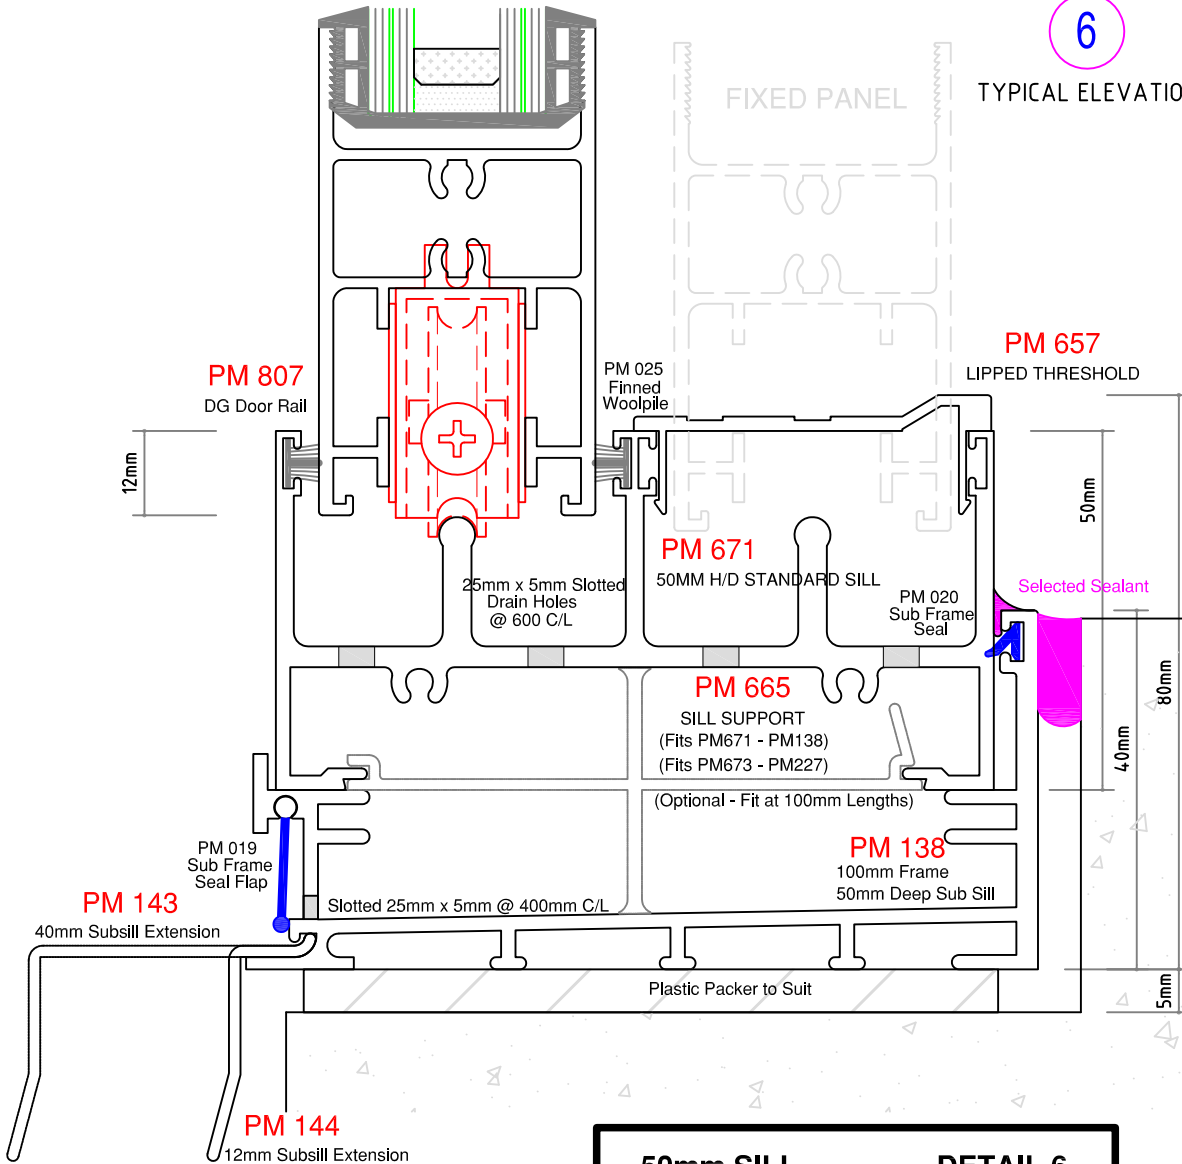 6
TYPICAL ELEVATIO
FIXED PANEL
PM 657
LIPPED THRESHOLD
PM 807
DG Door Rail
PM 025
Finned
Woolpile
12mm
50mm
PM 671
50MM H/D STANDARD SILL
25mm x 5mm Slotted
Drain Holes
@ 600 C/L
PM 020
Sub Frame
Seal
Selected Sealant
PM 665
SILL SUPPORT
(Fits PM671 - PM138)
(Fits PM673 - PM227)
(Optional - Fit at 100mm Lengths)
80mm
40mm
PM 019
Sub Frame
Seal Flap
PM 138
100mm Frame
50mm Deep Sub Sill
PM 143
40mm Subsill Extension
Slotted 25mm x 5mm @ 400mm C/L
Plastic Packer to Suit
5mm
PM 144
12mm Subsill Extension
50mm SILL
DETAIL 6